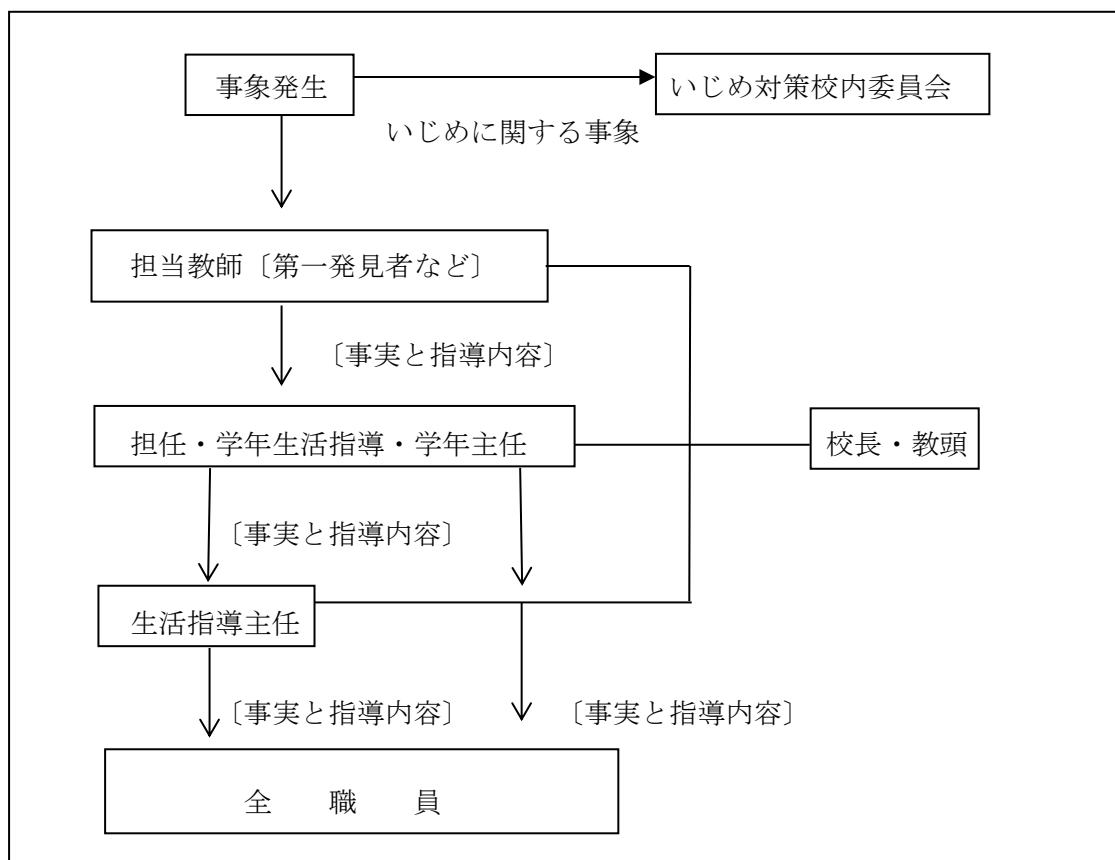 事象発生
いじめ対策校内委員会
いじめに関する事象
担当教師〔第一発見者など〕
〔事実と指導内容〕
担任・学年生活指導・学年主任
校長・教頭
〔事実と指導内容〕
生活指導主任
〔事実と指導内容〕
〔事実と指導内容〕
全　職　員